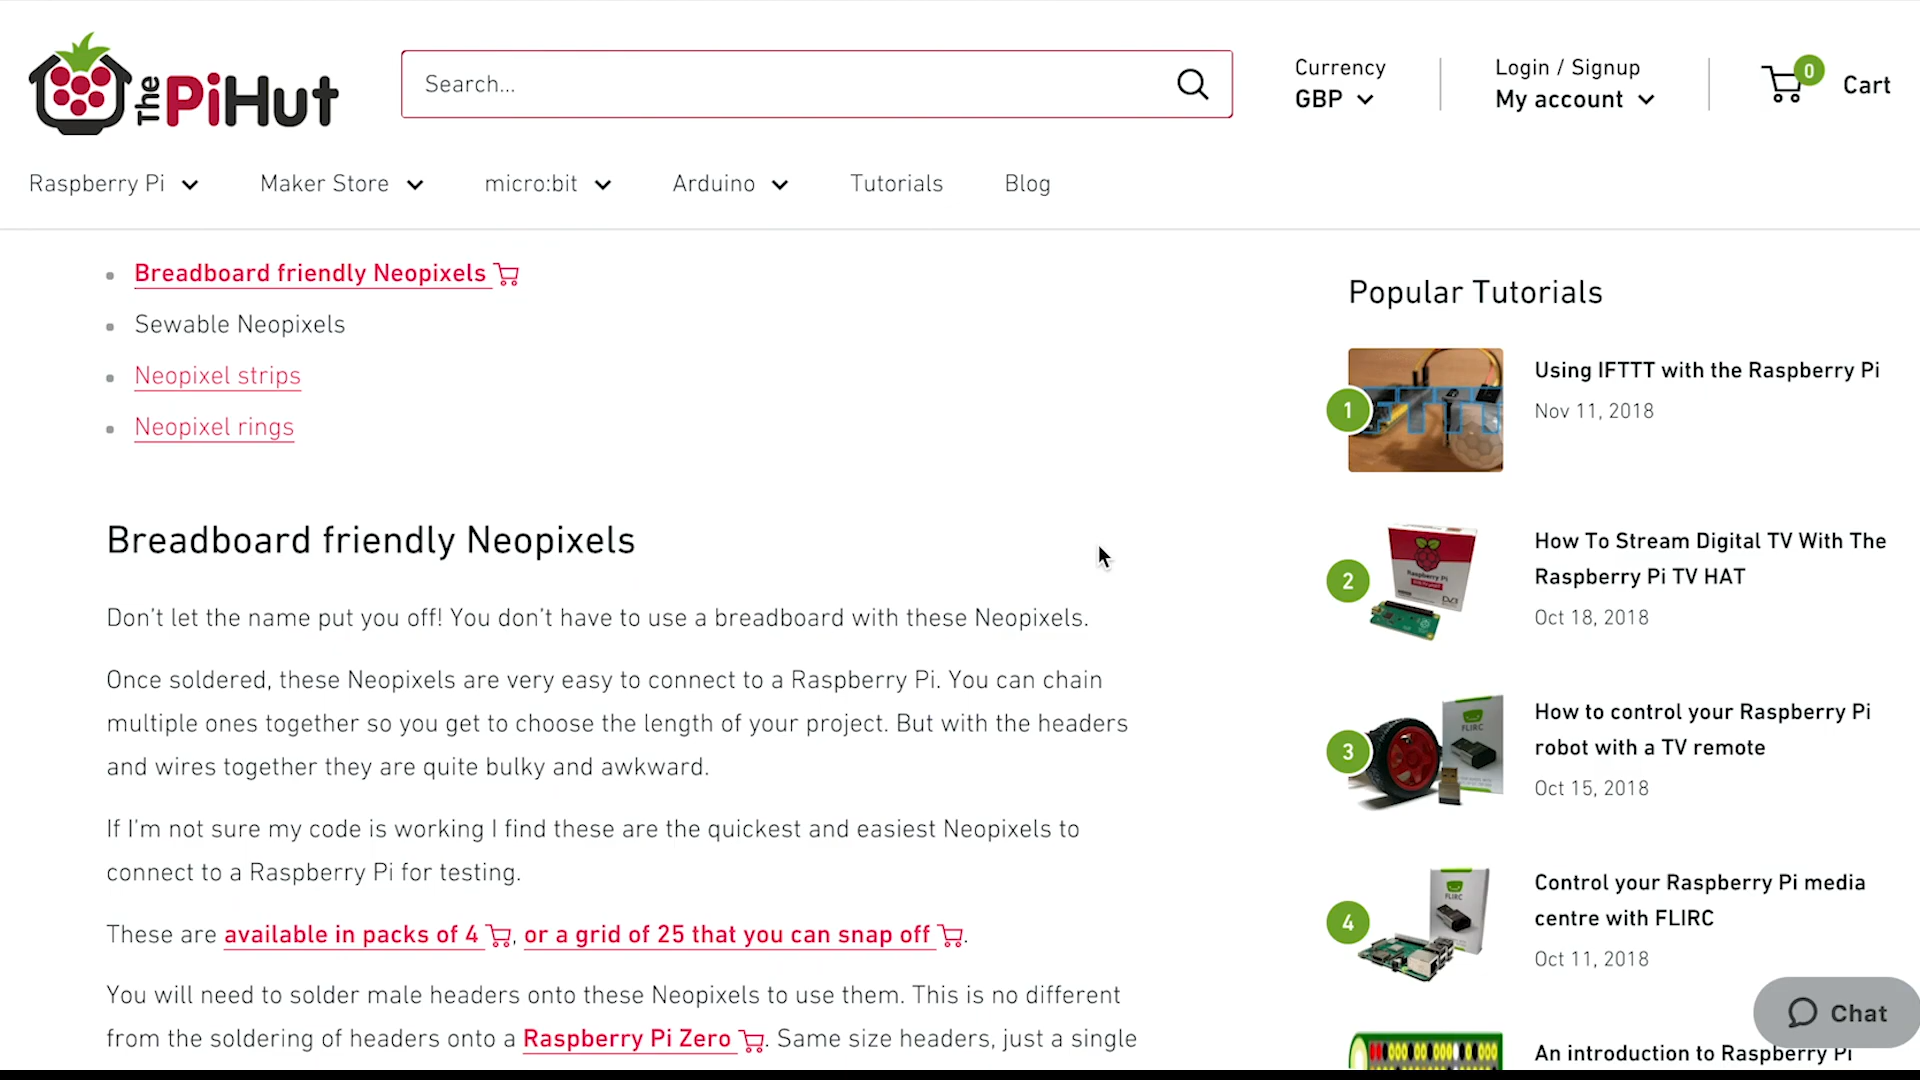 The PiHut
Search...
Currency
GBP
Login / Signup
My account
0
Cart
Raspberry Pi
Maker Store
micro:bit
Arduino
Tutorials
Blog
Breadboard friendly Neopixels
Sewable Neopixels
Neopixel strips
Neopixel rings
Breadboard friendly Neopixels
Don’t let the name put you off! You don’t have to use a breadboard with these Neopixels.
Once soldered, these Neopixels are very easy to connect to a Raspberry Pi. You can chain
multiple ones together so you get to choose the length of your project. But with the headers
and wires together they are quite bulky and awkward.
If I’m not sure my code is working I find these are the quickest and easiest Neopixels to
connect to a Raspberry Pi for testing.
These are available in packs of 4, or a grid of 25 that you can snap off.
You will need to solder male headers onto these Neopixels to use them. This is no different
from the soldering of headers onto a Raspberry Pi Zero. Same size headers, just a single
Popular Tutorials
1
Using IFTTT with the Raspberry Pi
Nov 11, 2018
Raspberry Pi
2
How To Stream Digital TV With The
Raspberry Pi TV HAT
Oct 18, 2018
FLIRC
3
How to control your Raspberry Pi
robot with a TV remote
Oct 15, 2018
FLIRC
4
Control your Raspberry Pi media
centre with FLIRC
Oct 11, 2018
An introduction to Raspberry Pi
Chat